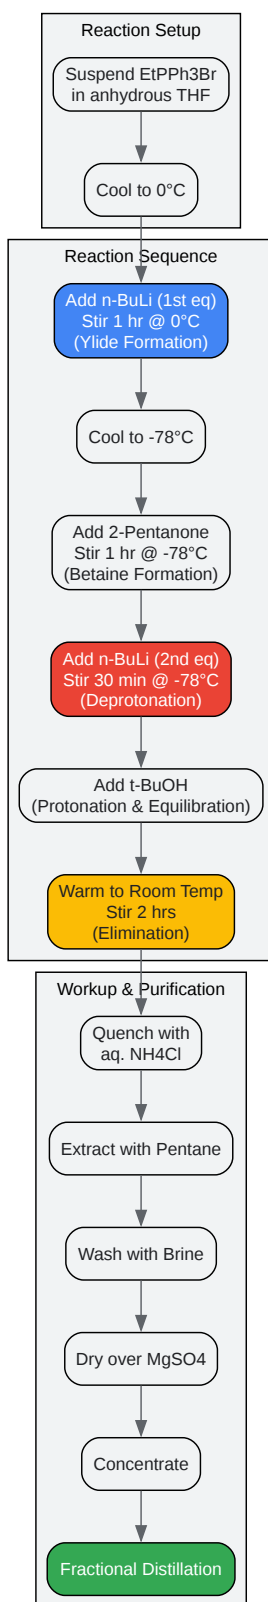 Reaction Setup
Suspend EtPPh3Br
in anhydrous THF
Cool to 0°C
Reaction Sequence
Add n-BuLi (1st eq)
Stir 1 hr @ 0°C
(Ylide Formation)
Cool to -78°C
Add 2-Pentanone
Stir 1 hr @ -78°C
(Betaine Formation)
Add n-BuLi (2nd eq)
Stir 30 min @ -78°C
(Deprotonation)
Add t-BuOH
(Protonation & Equilibration)
Warm to Room Temp
Stir 2 hrs
(Elimination)
Workup & Purification
Quench with
aq. NH4Cl
Extract with Pentane
Wash with Brine
Dry over MgSO4
Concentrate
Fractional Distillation